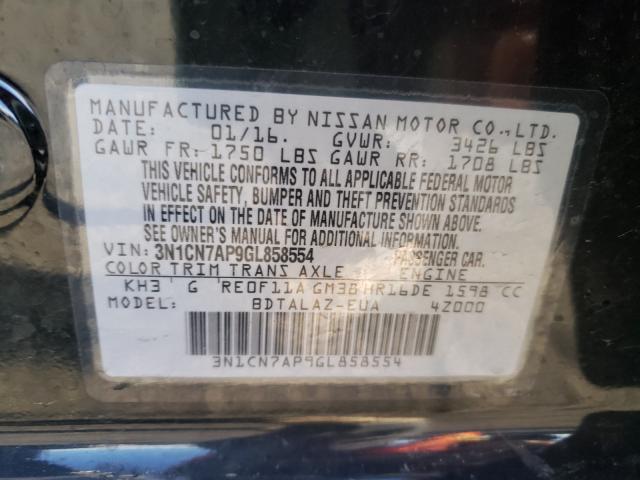 MANUFACTURED BY NISSAN MOTOR CO.,LTD.
DATE: 01/16. GVWR: 3426 LBS
GAWR FR: 1750 LBS GAWR RR: 1708 LBS
THIS VEHICLE CONFORMS TO ALL APPLICABLE FEDERAL MOTOR
VEHICLE SAFETY, BUMPER AND THEFT PREVENTION STANDARDS
IN EFFECT ON THE DATE OF MANUFACTURE SHOWN ABOVE.
SEE OWNER'S MANUAL FOR ADDITIONAL INFORMATION.
VIN: 3N1CN7AP9GL858554 PASSENGER CAR.
COLOR TRIM TRANS AXLE ENGINE
KH3 G RE0F11A GM38 HR16DE 1598 CC
MODEL: BDTALAZ-EUA 4Z000
3N1CN7AP9GL858554